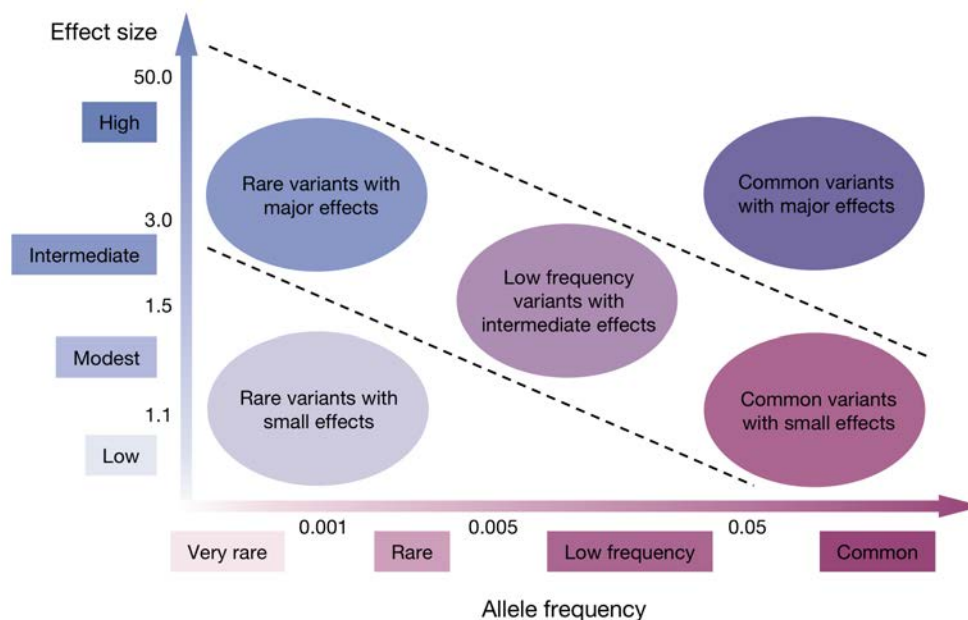 Effect size
50.0
High
Rare variants with
major effects
Common variants
with major effects
3.0
Intermediate
Low frequency
variants with
intermediate effects
1.5
Modest
Rare variants with
small effects
Common variants
with small effects
1.1
Low
0.001
0.005
0.05
Very rare
Rare
Low frequency
Common
Allele frequency